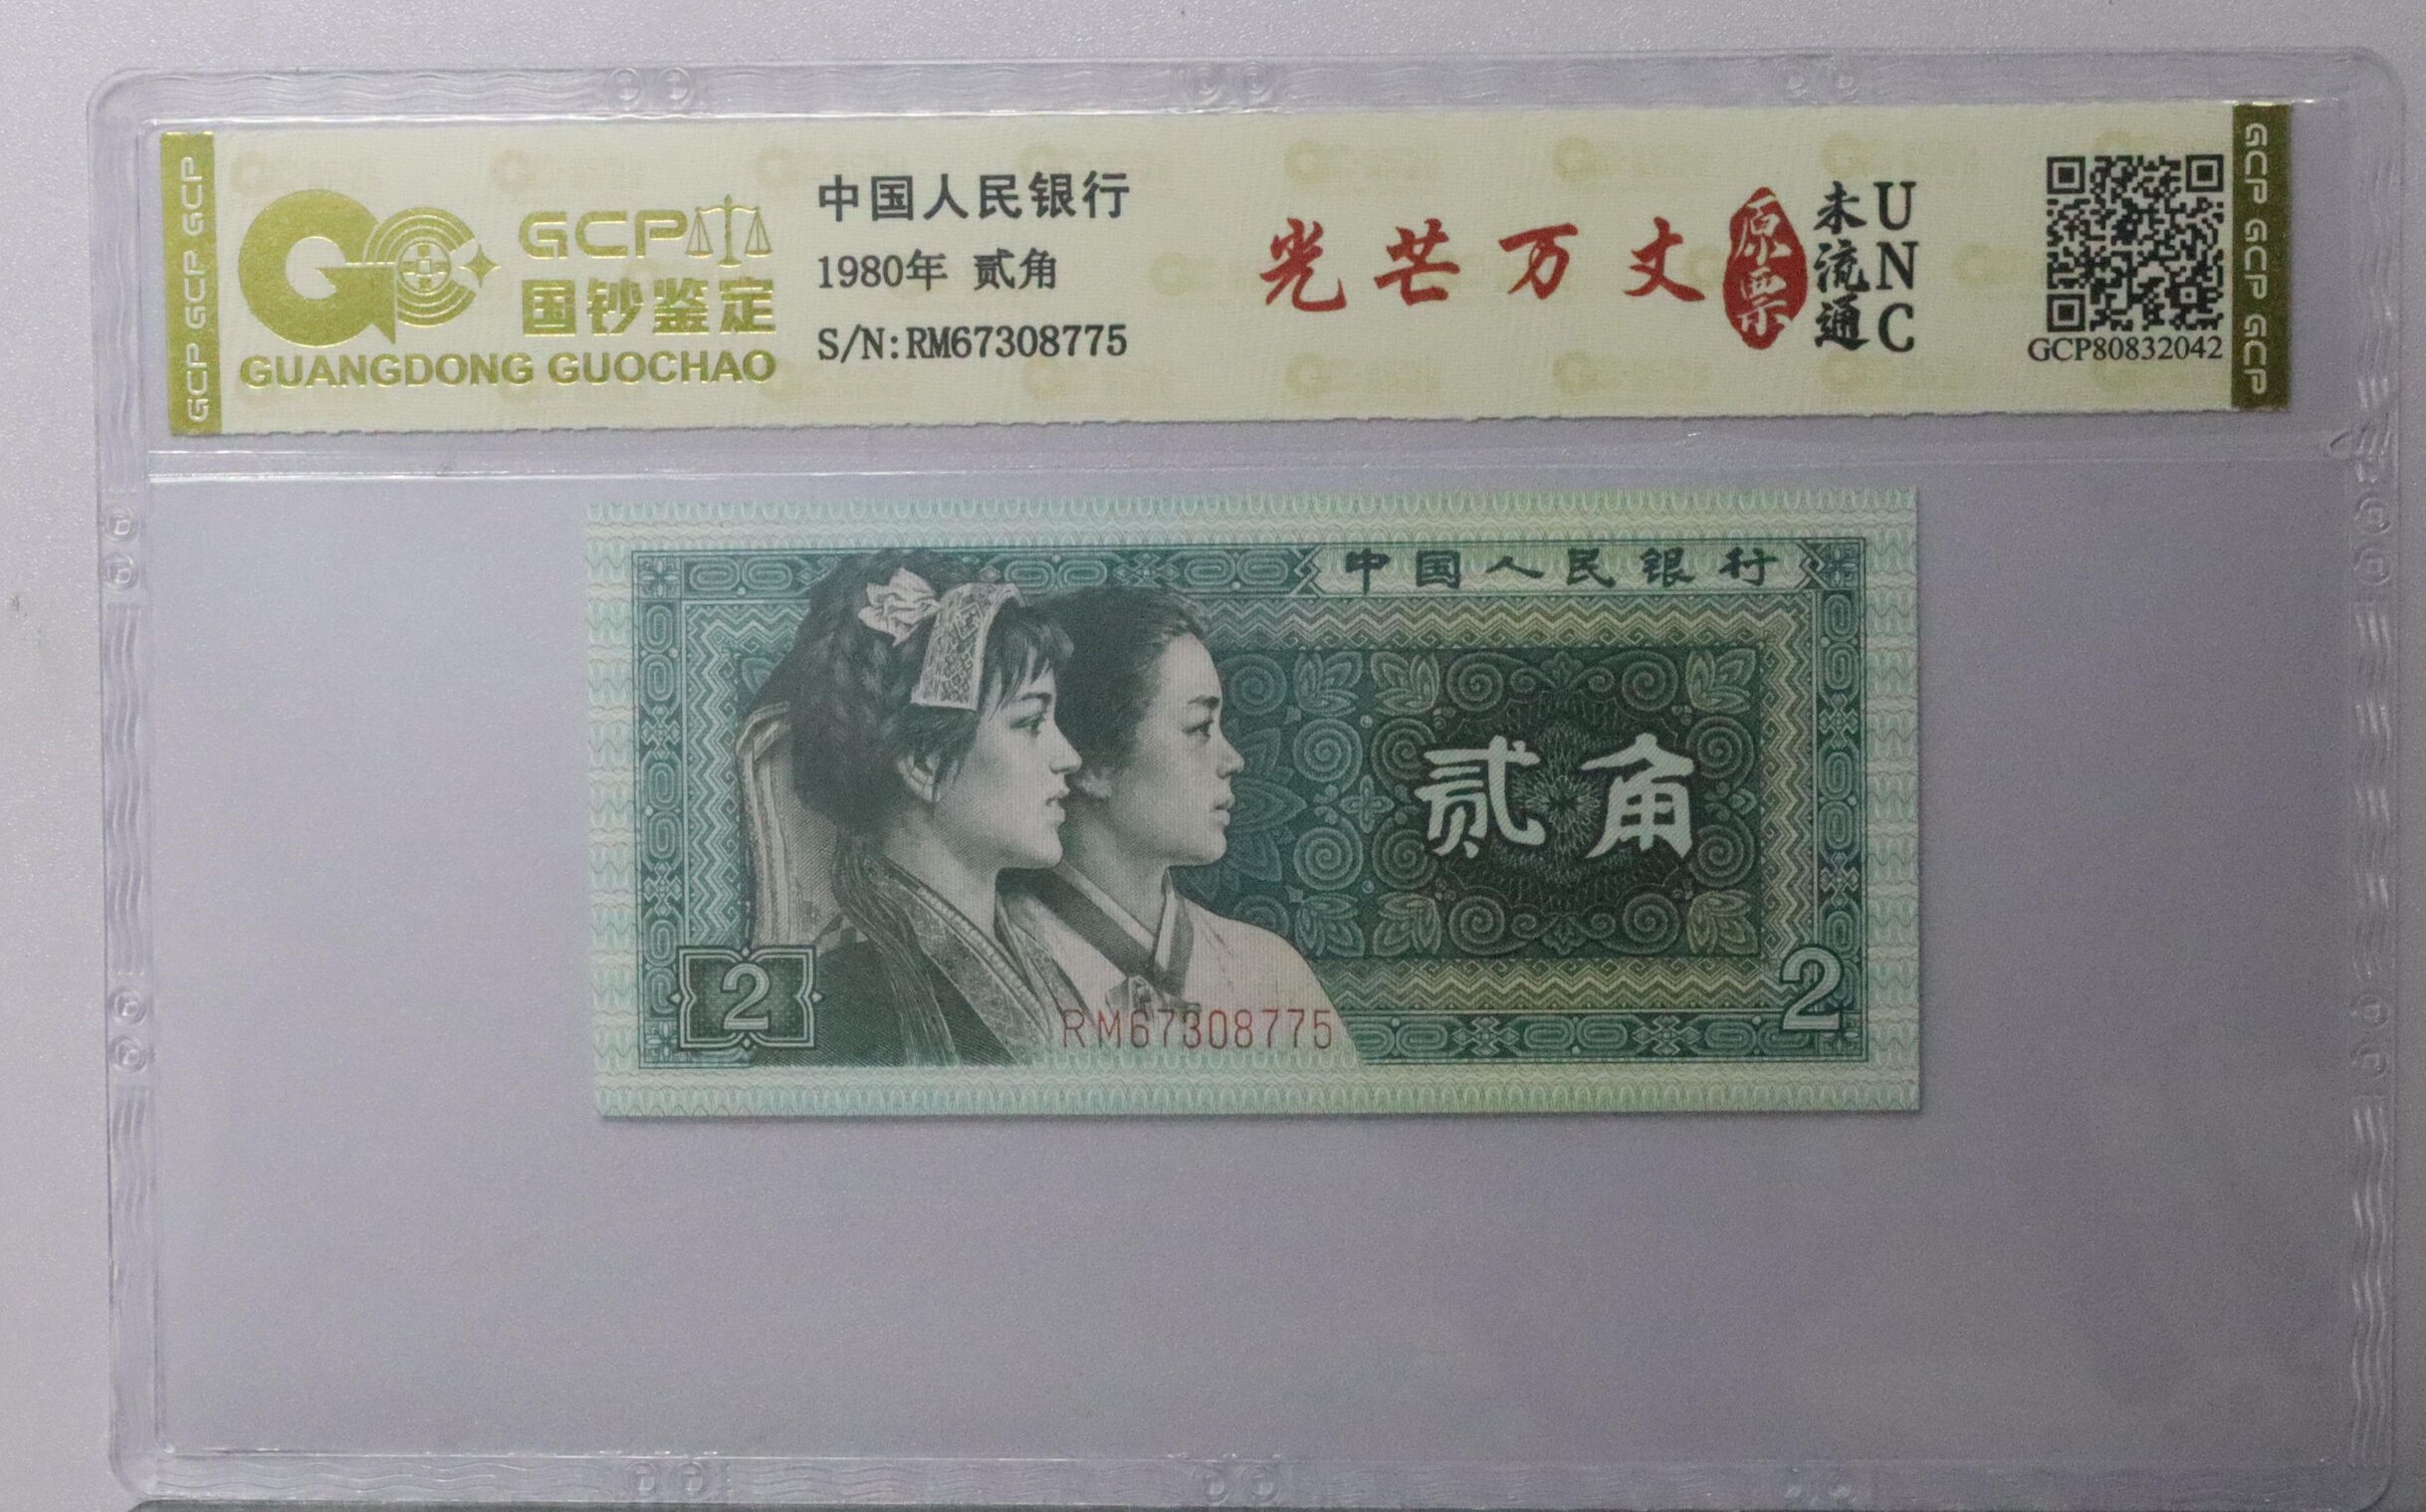 GCP GCP GCP
GCP
国钞鉴定
GUANGDONG GUOCHAO
中国人民银行
1980年 贰角
S/N:RM67308775
光芒万丈
原票
未流通
UNC
GCP80832042
GCP GCP GCP
中国人民银行
贰角
2
2
RM67308775